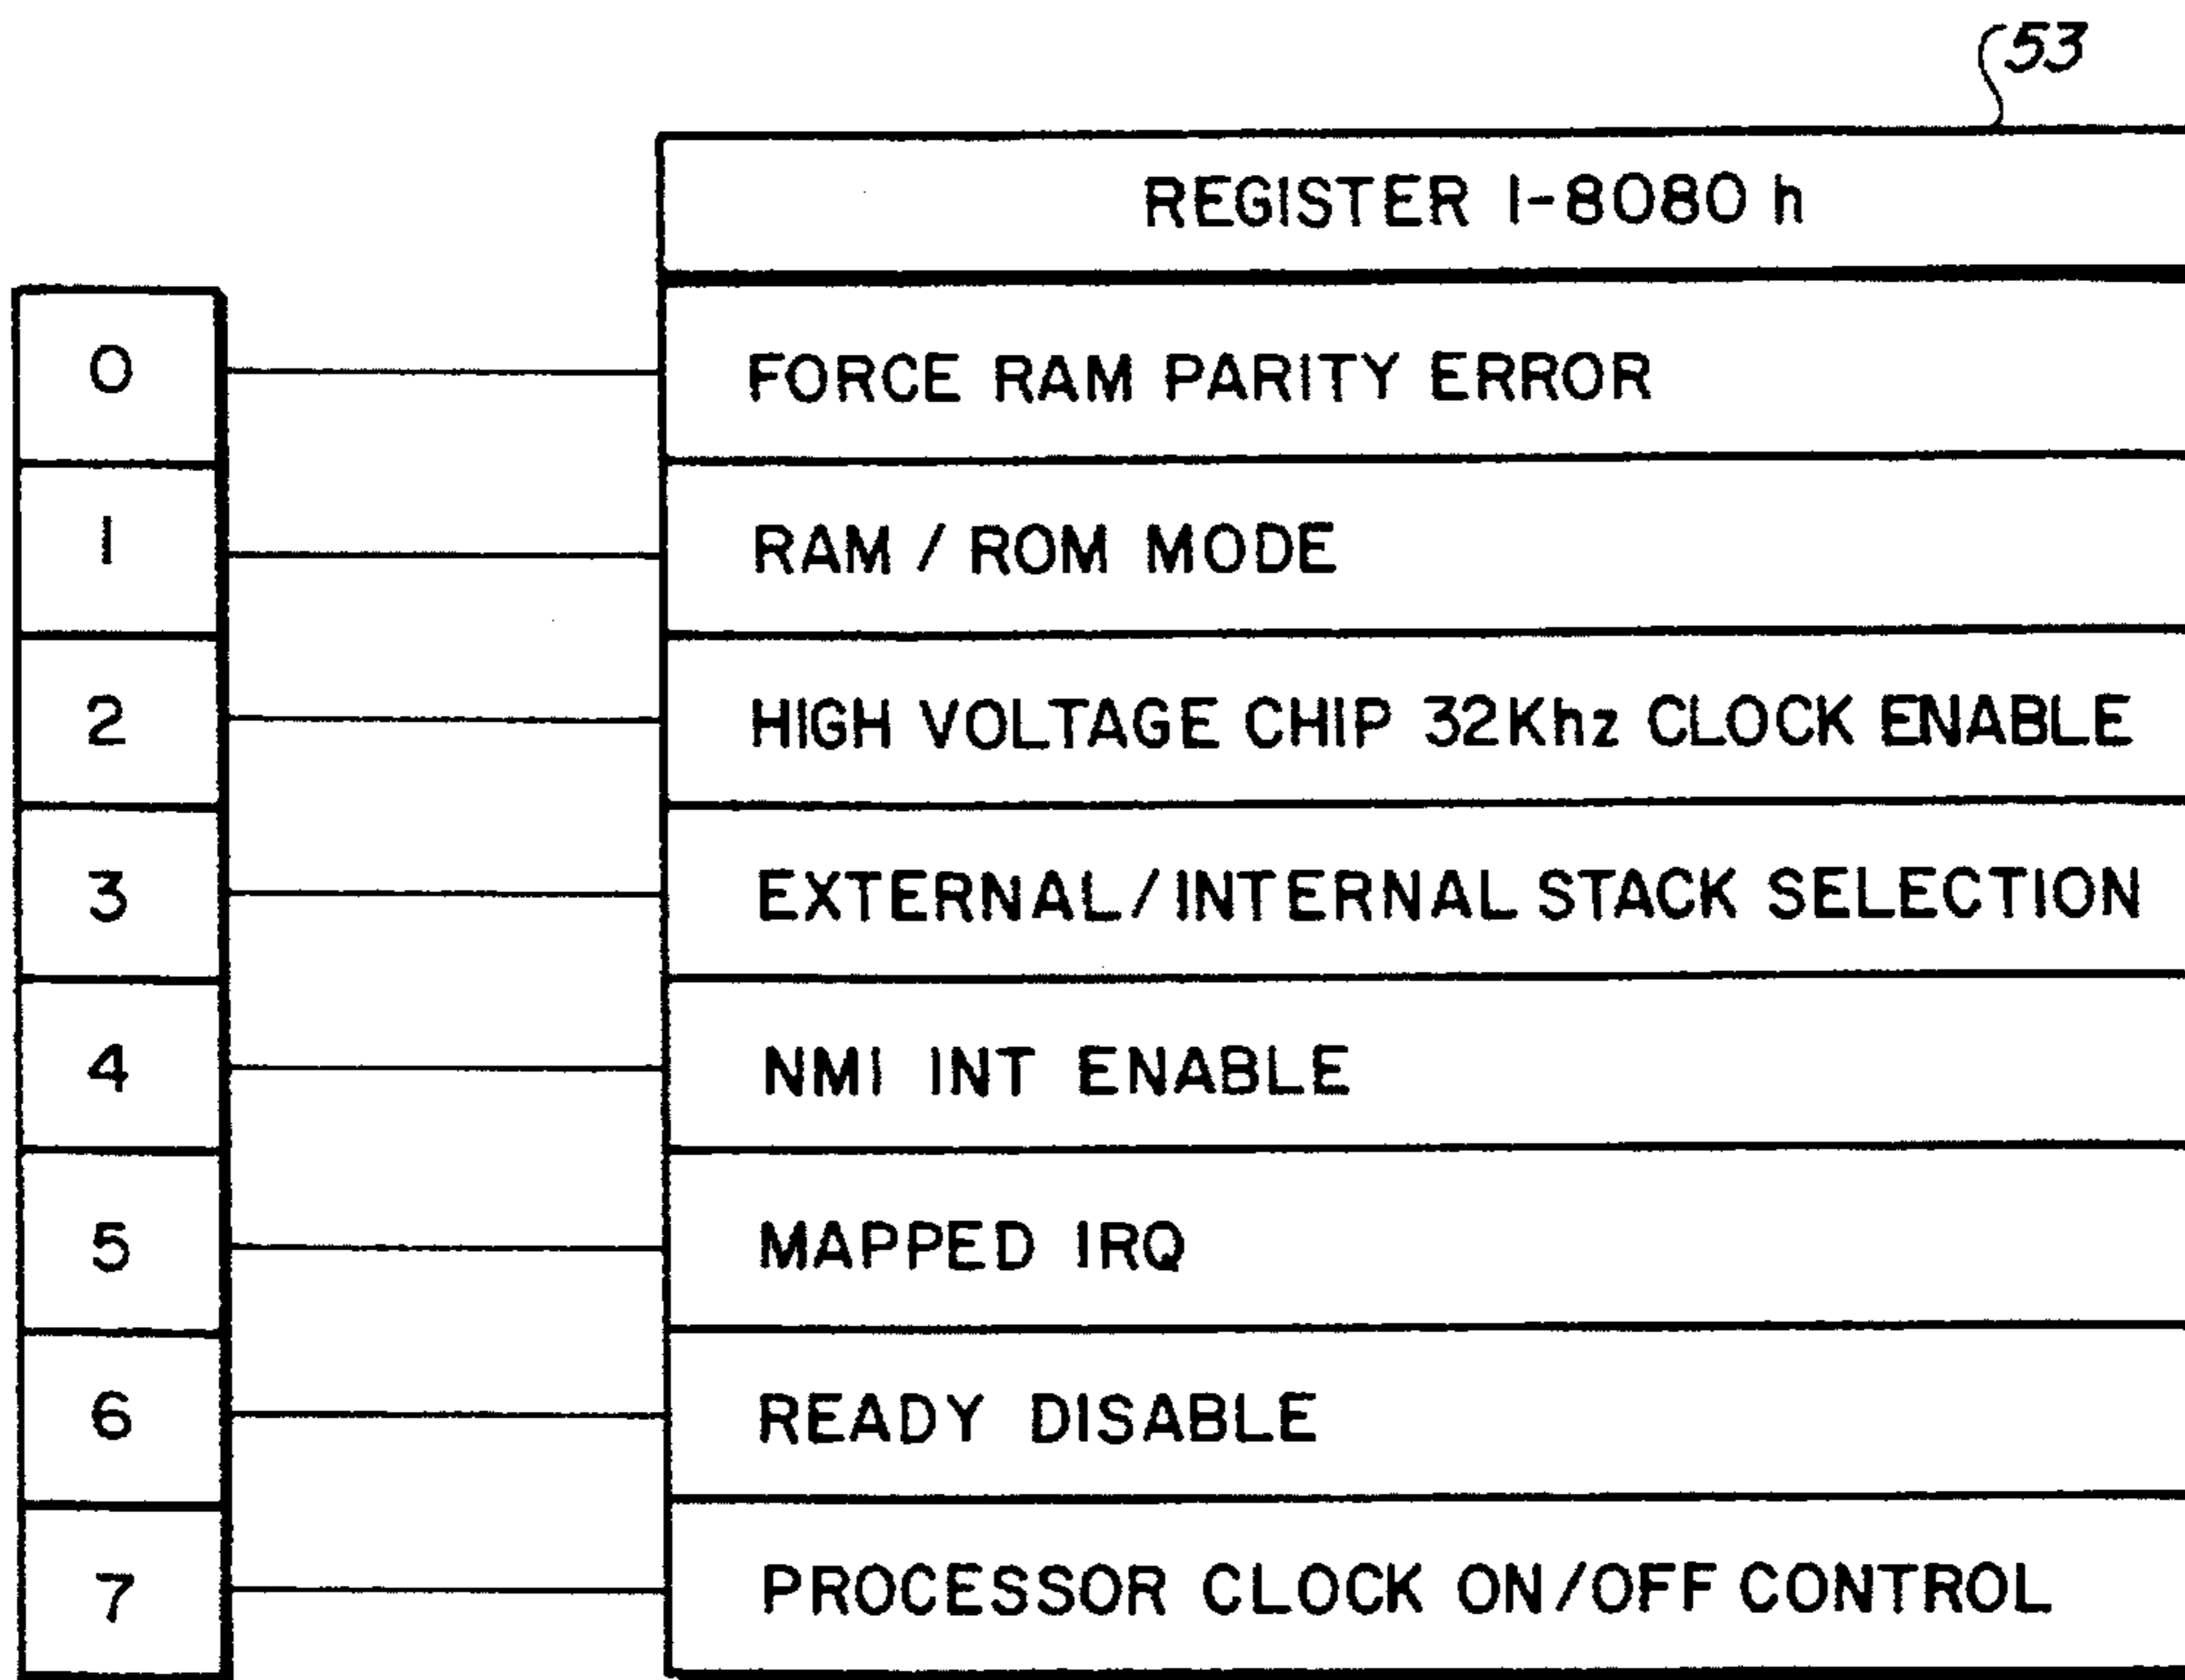 53
REGISTER 1-8080 h
0 FORCE RAM PARITY ERROR
1 RAM / ROM MODE
2 HIGH VOLTAGE CHIP 32Khz CLOCK ENABLE
3 EXTERNAL/INTERNAL STACK SELECTION
4 NMI INT ENABLE
5 MAPPED IRQ
6 READY DISABLE
7 PROCESSOR CLOCK ON/OFF CONTROL